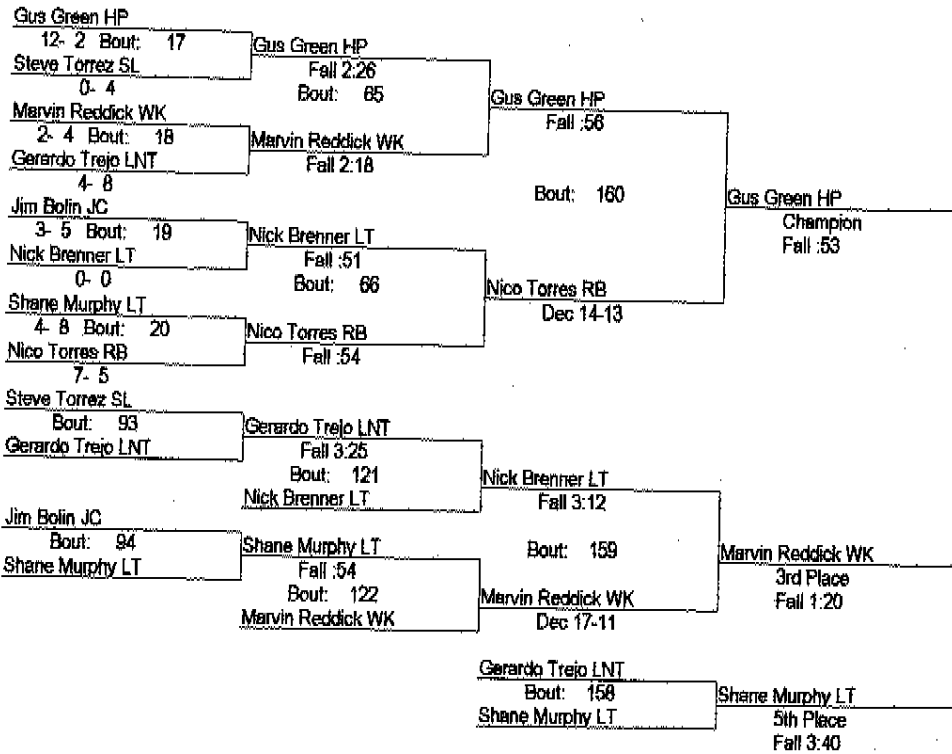 Gus Green HP
12- 2 Bout: 17
Steve Torrez SL
0- 4
Marvin Reddick WK
2- 4 Bout: 18
Gerardo Trejo LNT
4- 8
Jim Bolin JC
3- 5 Bout: 19
Nick Brenner LT
0- 0
Shane Murphy LT
4- 8 Bout: 20
Nico Torres RB
7- 5
Gus Green HP
Fall 2:26
Bout: 65
Marvin Reddick WK
Fall 2:18
Nick Brenner LT
Fall :51
Bout: 66
Nico Torres RB
Fall :54
Gus Green HP
Fall :56
Bout: 160
Nico Torres RB
Dec 14-13
Gus Green HP
Champion
Fall :53
Steve Torrez SL
Bout: 93
Gerardo Trejo LNT
Jim Bolin JC
Bout: 94
Shane Murphy LT
Gerardo Trejo LNT
Fall 3:25
Bout: 121
Nick Brenner LT
Shane Murphy LT
Fall :54
Bout: 122
Marvin Reddick WK
Nick Brenner LT
Fall 3:12
Bout: 159
Marvin Reddick WK
Dec 17-11
Marvin Reddick WK
3rd Place
Fall 1:20
Gerardo Trejo LNT
Bout: 158
Shane Murphy LT
Shane Murphy LT
5th Place
Fall 3:40